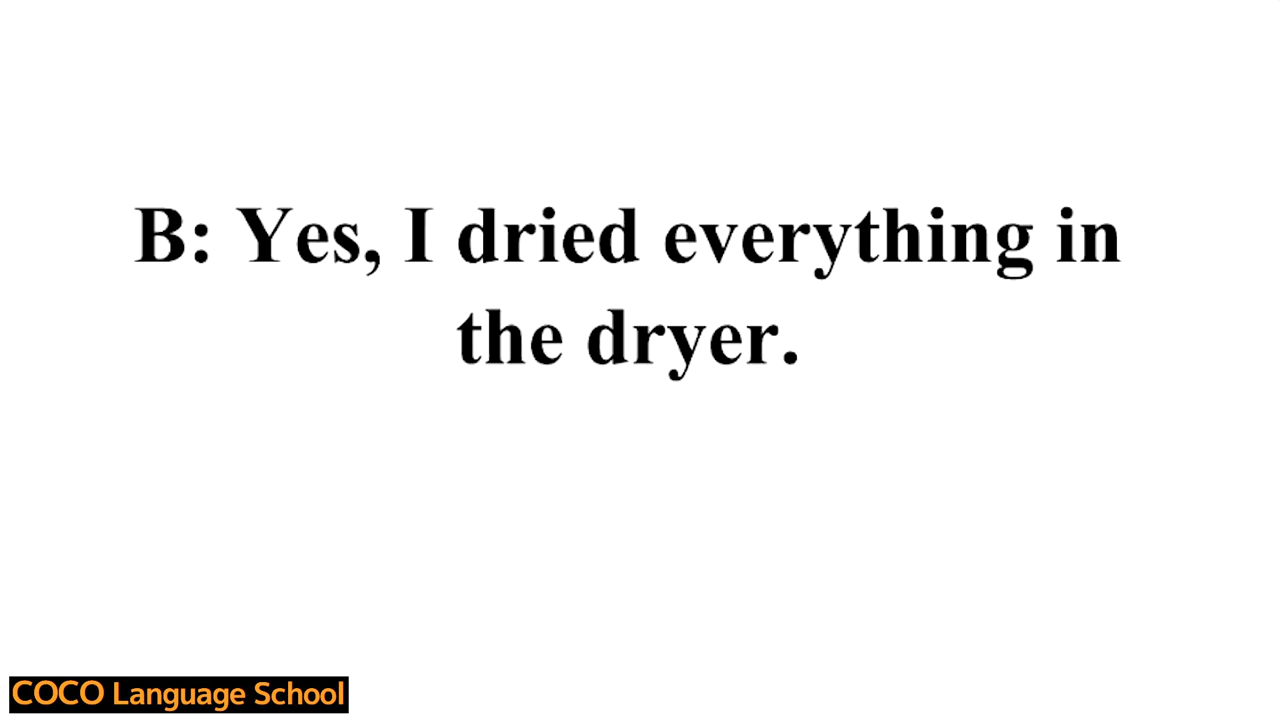 B: Yes, I dried everything in
the dryer.
COCO Language School